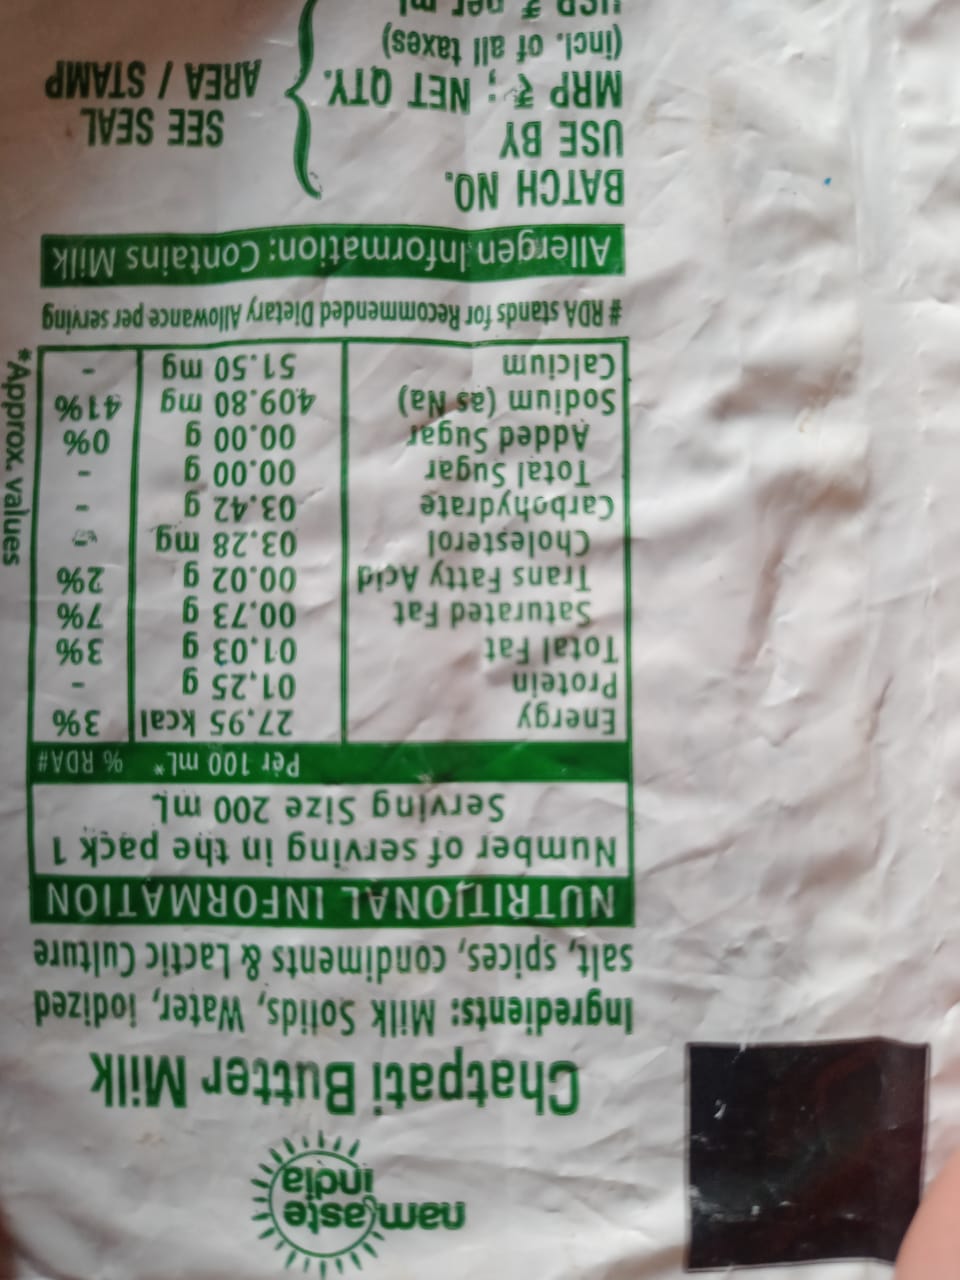 namaste
india
Chatpati Butter Milk
Ingredients: Milk Solids, Water, iodized
salt, spices, condiments & Lactic Culture
NUTRITIONAL INFORMATION
Number of serving in the pack 1
Serving Size 200 mL
Per 100 mL* % RDA#
Energy 27.95 kcal 3%
Protein 01.25 g -
Total Fat 01.03 g 3%
Saturated Fat 00.73 g 7%
Trans Fatty Acid 00.02 g 2%
Cholesterol 03.28 mg -
Carbohydrate 03.42 g -
Total Sugar 00.00 g -
Added Sugar 00.00 g 0%
Sodium (as Na) 409.80 mg 41%
Calcium 51.50 mg -
*Approx. values
# RDA stands for Recommended Dietary Allowance per serving
Allergen Information: Contains Milk
BATCH NO.
USE BY
MRP ₹ ; NET QTY.
(incl. of all taxes)
USP ₹ per ml
SEE SEAL
AREA / STAMP